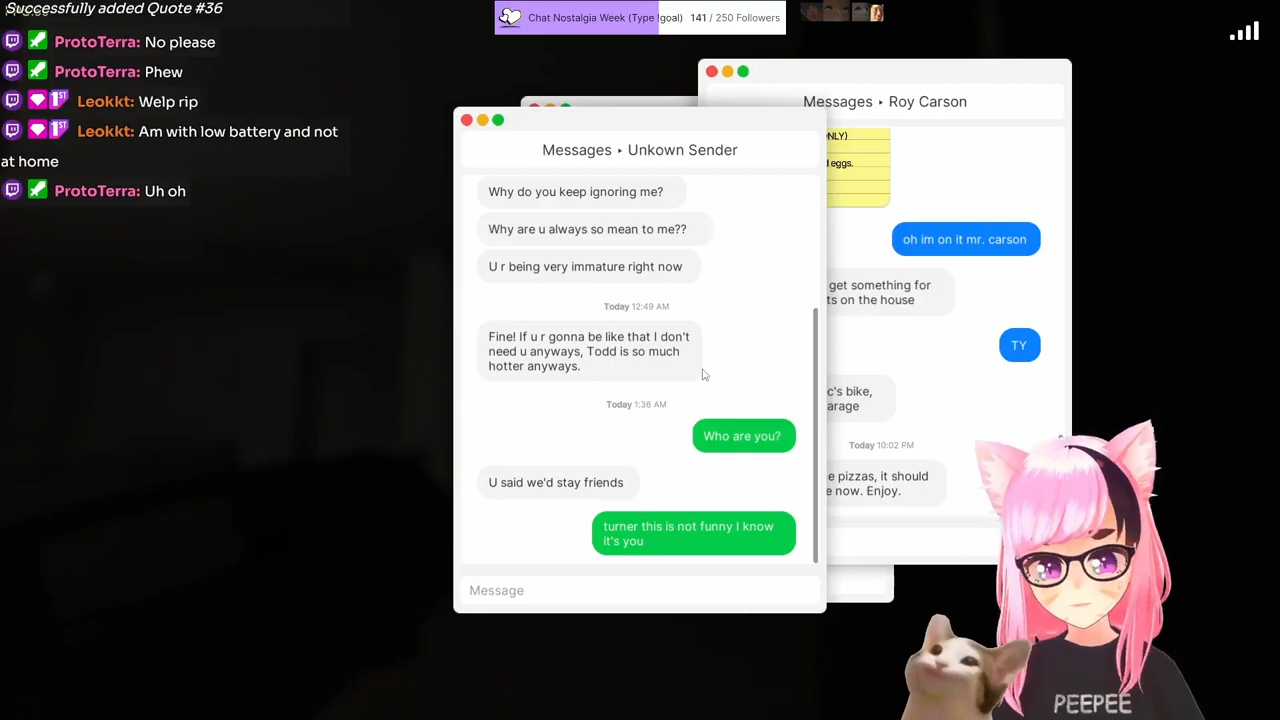 Successfully added Quote #36
ProtoTerra: No please
ProtoTerra: Phew
Leokkt: Welp rip
Leokkt: Am with low battery and not
at home
ProtoTerra: Uh oh
Chat Nostalgia Week (Type !goal) 141 / 250 Followers
Messages ‣ Unkown Sender
Why do you keep ignoring me?
Why are u always so mean to me??
U r being very immature right now
Today 12:49 AM
Fine! If u r gonna be like that I don't
need u anyways, Todd is so much
hotter anyways.
Today 1:36 AM
Who are you?
U said we'd stay friends
turner this is not funny I know
it's you
Message
Messages ‣ Roy Carson
NLY)
eggs.
oh im on it mr. carson
get something for
ts on the house
TY
c's bike,
arage
Today 10:02 PM
e pizzas, it should
e now. Enjoy.
PEEPEE